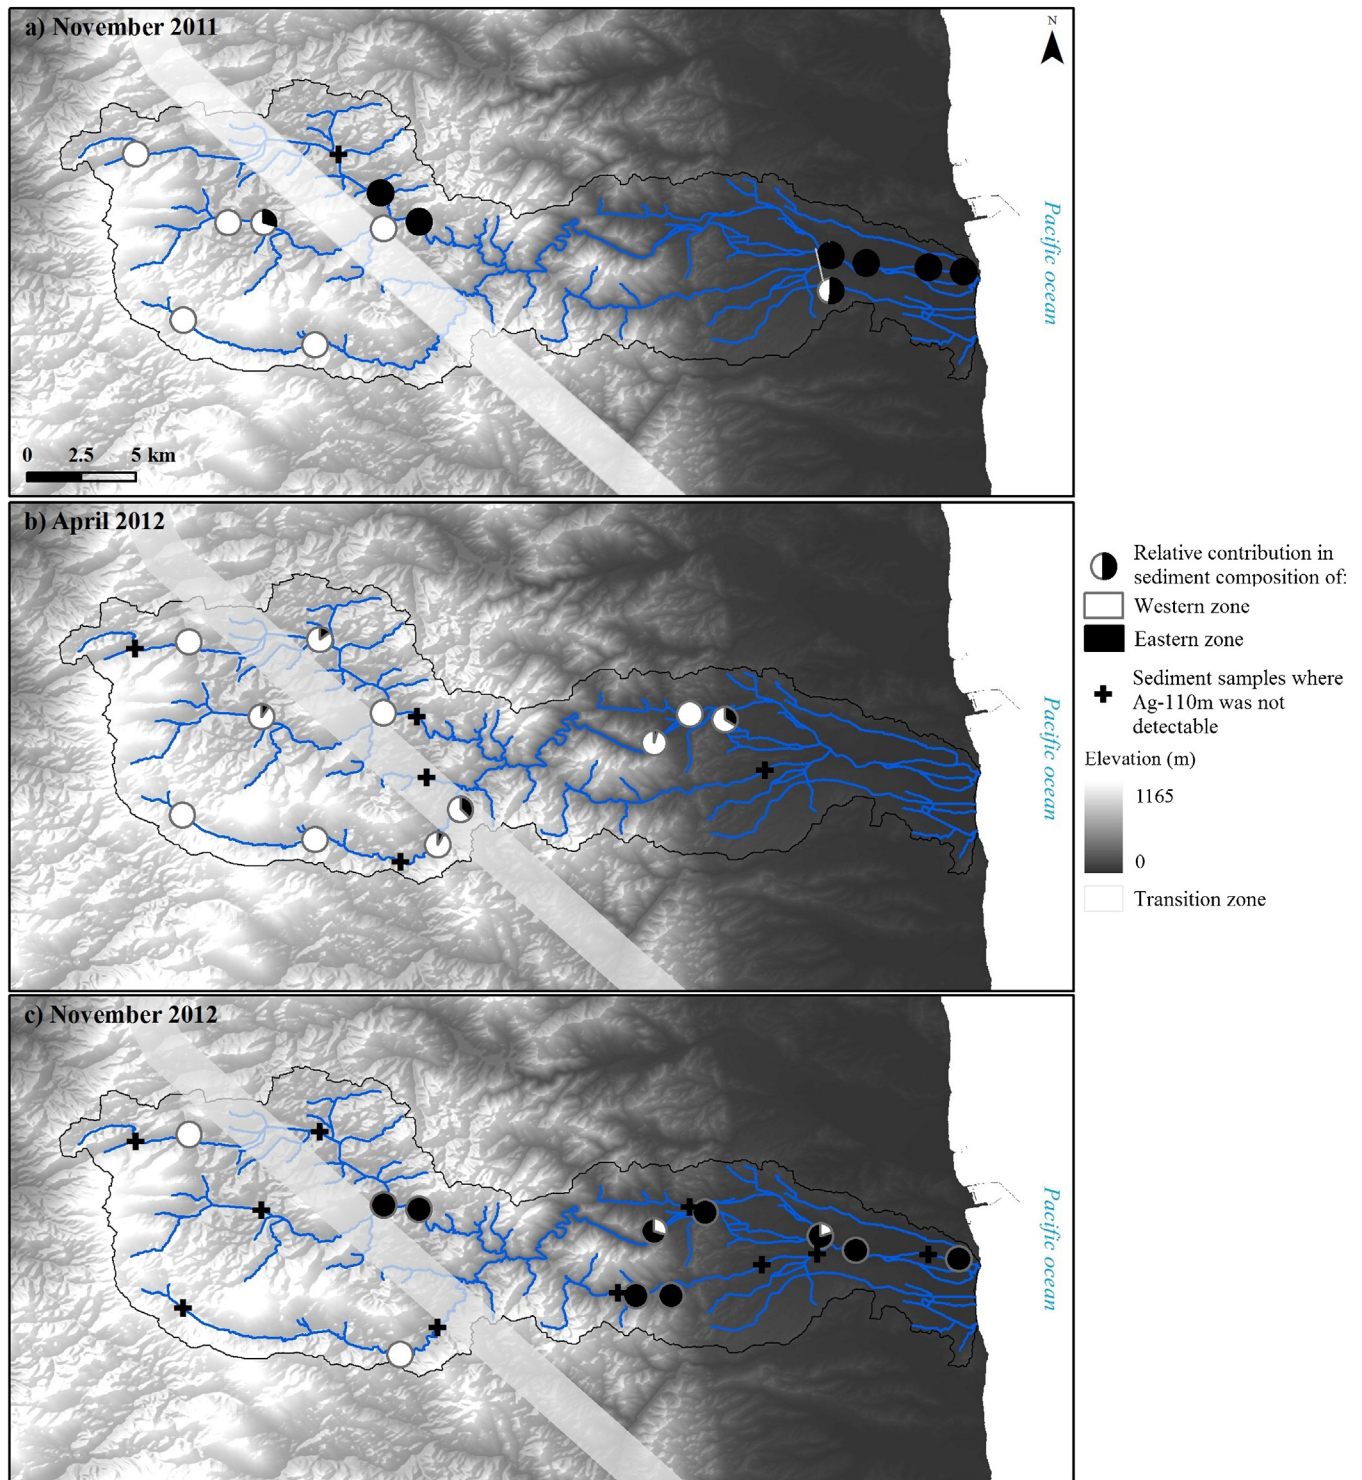 a) November 2011
N
Pacific ocean
0 2.5 5 km
b) April 2012
Pacific ocean
Relative contribution in
sediment composition of:
Western zone
Eastern zone
Sediment samples where
Ag-110m was not
detectable
Elevation (m)
1165
0
Transition zone
c) November 2012
Pacific ocean